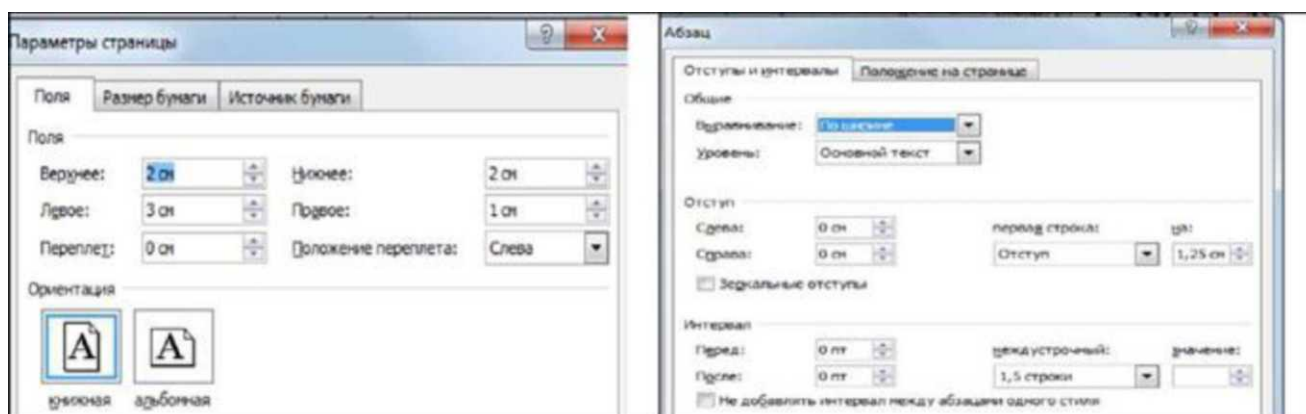 Параметры страницы
Поля Размер бумаги Источник бумаги
Поля
Верхнее: 2 см Нижнее: 2 см
Левое: 3 см Правое: 1 см
Переплет: 0 см Положение переплета: Слева
Ориентация
A A
книжная альбомная
Абзац
Отступы и интервалы Положение на странице
Общие
Выравнивание: По ширине
Уровень: Основной текст
Отступ
Слева: 0 см первая строка: на:
Справа: 0 см Отступ 1,25 см
Зеркальные отступы
Интервал
Перед: 0 пт междустрочный: значение:
После: 0 пт 1,5 строки
Не добавлять интервал между абзацами одного стиля